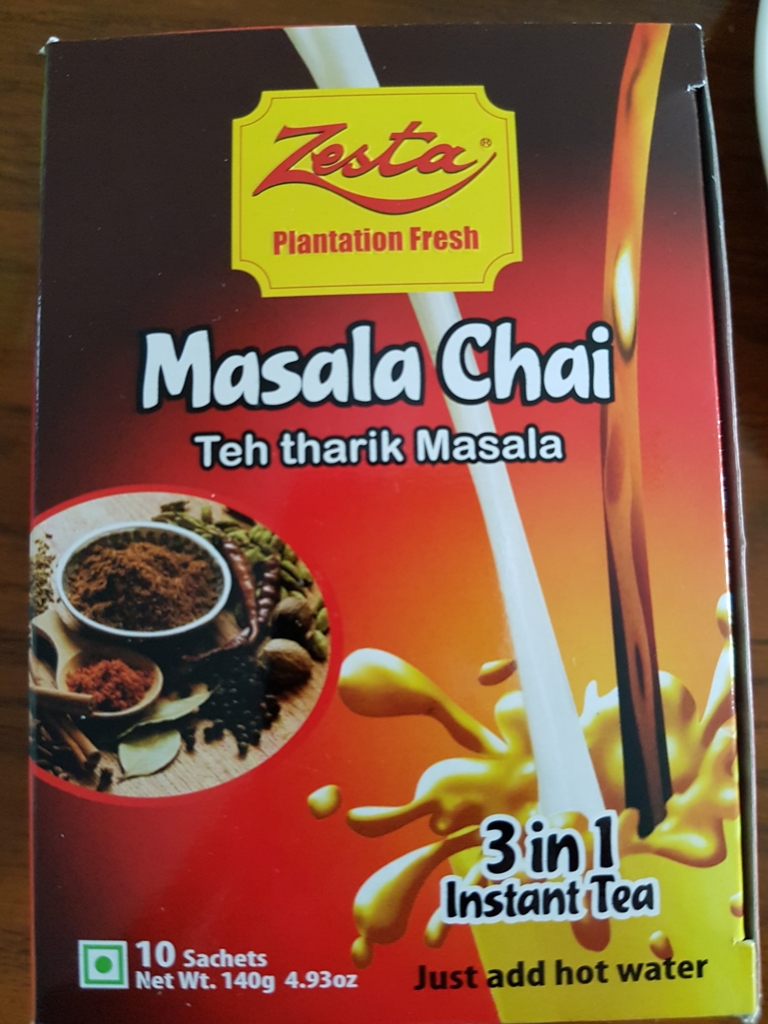 Zesta®
Plantation Fresh
Masala Chai
Teh tharik Masala
3 in 1
Instant Tea
10 Sachets
Net Wt. 140g 4.93oz
Just add hot water